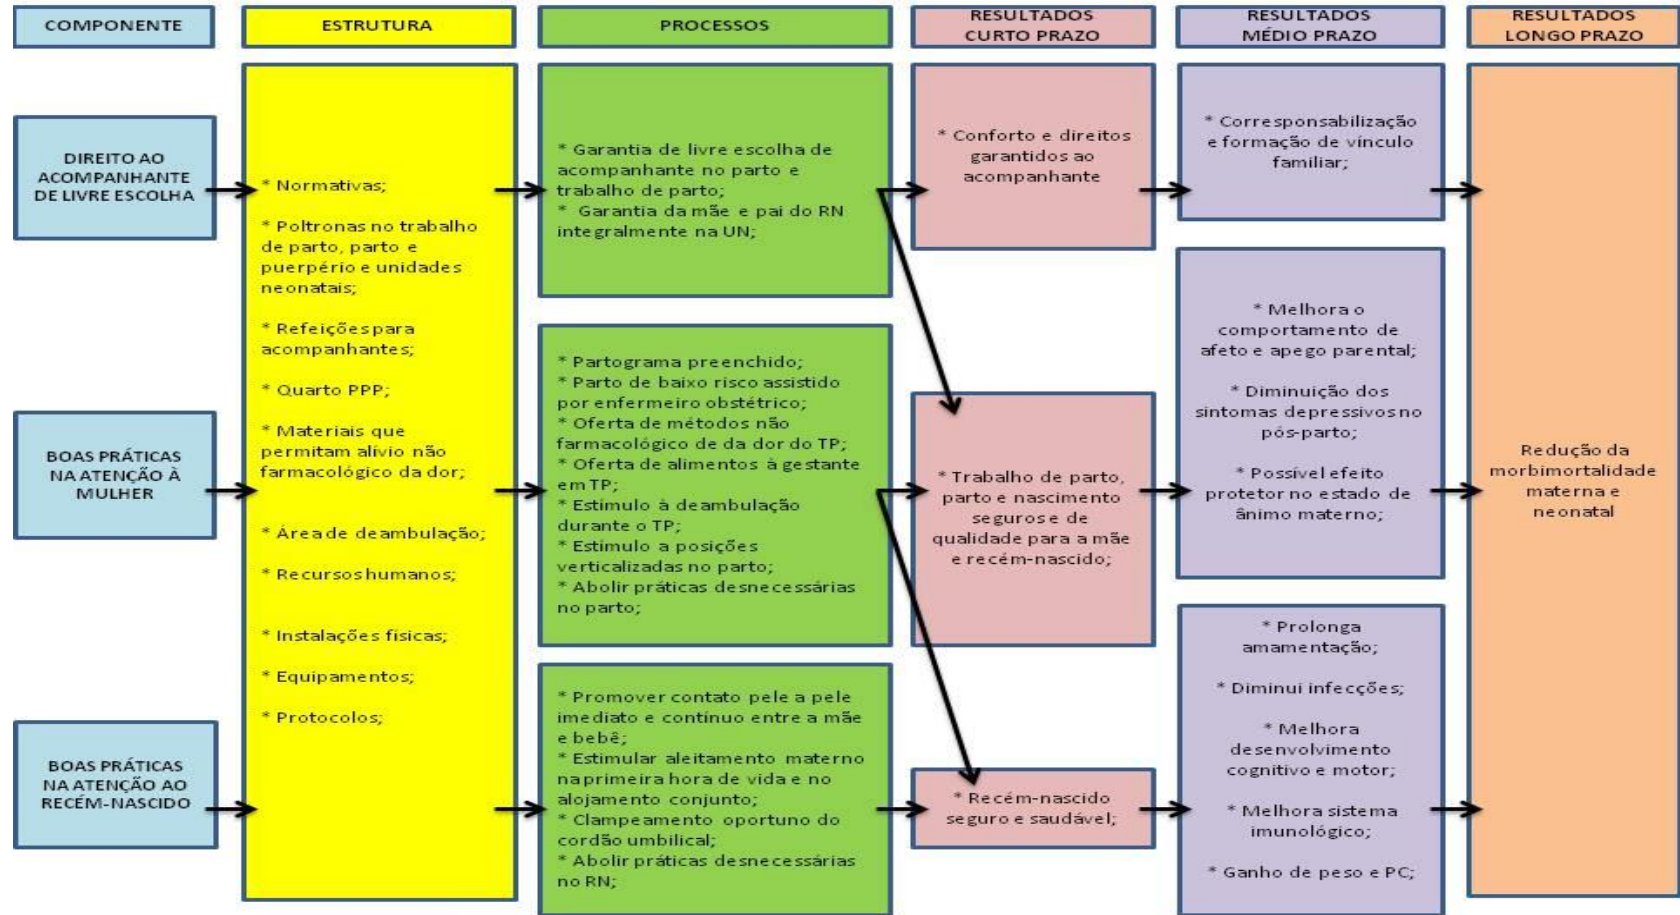 COMPONENTE
ESTRUTURA
PROCESSOS
RESULTADOS
CURTO PRAZO
RESULTADOS
MÉDIO PRAZO
RESULTADOS
LONGO PRAZO
DIREITO AO
ACOMPANHANTE
DE LIVRE ESCOLHA
BOAS PRÁTICAS
NA ATENÇÃO À
MULHER
BOAS PRÁTICAS
NA ATENÇÃO AO
RECÉM-NASCIDO
* Normativas;
* Poltronas no trabalho
de parto, parto e
puerpério e unidades
neonatais;
* Refeições para
acompanhantes;
* Quarto PPP;
* Materiais que
permitam alívio não
farmacológico da dor;
* Área de deambulação;
* Recursos humanos;
* Instalações físicas;
* Equipamentos;
* Protocolos;
* Garantia de livre escolha de
acompanhante no parto e
trabalho de parto;
* Garantia da mãe e pai do RN
integralmente na UN;
* Partograma preenchido;
* Parto de baixo risco assistido
por enfermeiro obstétrico;
* Oferta de métodos não
farmacológico de da dor do TP;
* Oferta de alimentos à gestante
em TP;
* Estímulo à deambulação
durante o TP;
* Estímulo a posições
verticalizadas no parto;
* Abolir práticas desnecessárias
no parto;
* Promover contato pele a pele
imediato e contínuo entre a mãe
e bebê;
* Estimular aleitamento materno
na primeira hora de vida e no
alojamento conjunto;
* Clampeamento oportuno do
cordão umbilical;
* Abolir práticas desnecessárias
no RN;
* Conforto e direitos
garantidos ao
acompanhante
* Trabalho de parto,
parto e nascimento
seguros e de
qualidade para a mãe
e recém-nascido;
* Recém-nascido
seguro e saudável;
* Corresponsabilização
e formação de vínculo
familiar;
* Melhora o
comportamento de
afeto e apego parental;
* Diminuição dos
sintomas depressivos no
pós-parto;
* Possível efeito
protetor no estado de
ânimo materno;
* Prolonga
amamentação;
* Diminui infecções;
* Melhora
desenvolvimento
cognitivo e motor;
* Melhora sistema
imunológico;
* Ganho de peso e PC;
Redução da
morbimortalidade
materna e
neonatal